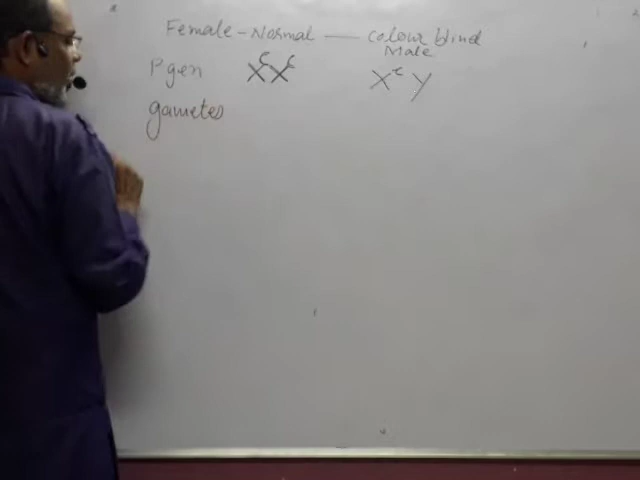 Female - Normal — Colour blind
Male
P gen X^C X^C X^c Y
gametes